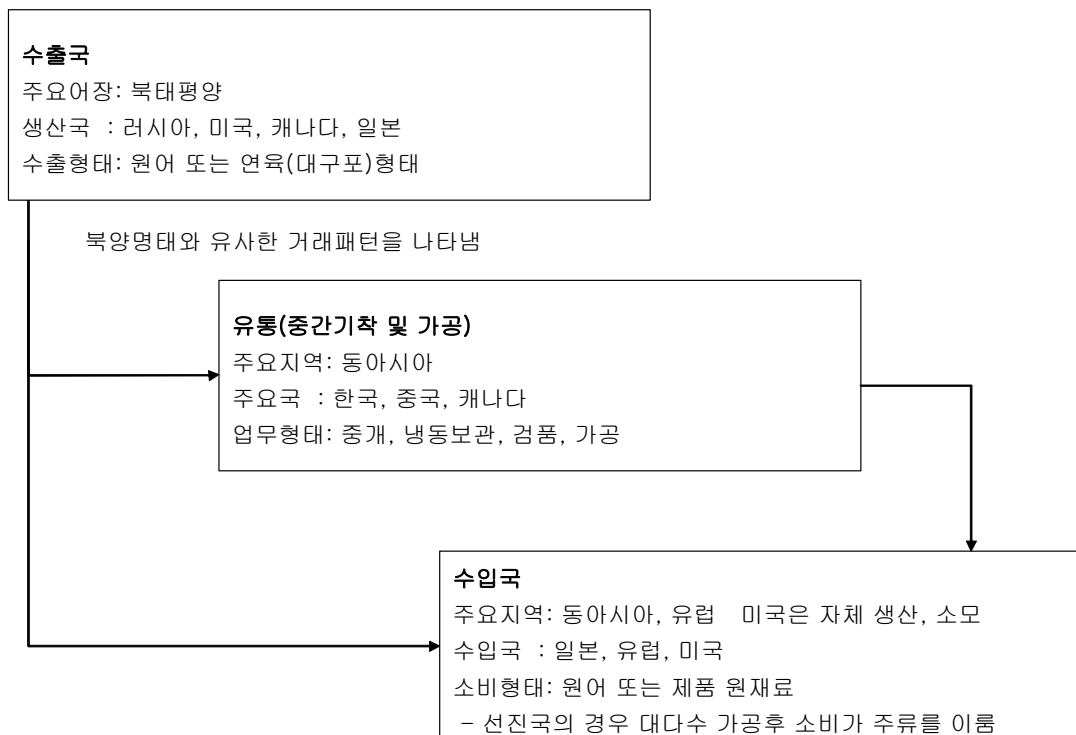 수출국
주요어장: 북태평양
생산국 : 러시아, 미국, 캐나다, 일본
수출형태: 원어 또는 연육(대구포)형태
북양명태와 유사한 거래패턴을 나타냄
유통(중간기착 및 가공)
주요지역: 동아시아
주요국 : 한국, 중국, 캐나다
업무형태: 중개, 냉동보관, 검품, 가공
수입국
주요지역: 동아시아, 유럽 미국은 자체 생산, 소모
수입국 : 일본, 유럽, 미국
소비형태: 원어 또는 제품 원재료
- 선진국의 경우 대다수 가공후 소비가 주류를 이룸